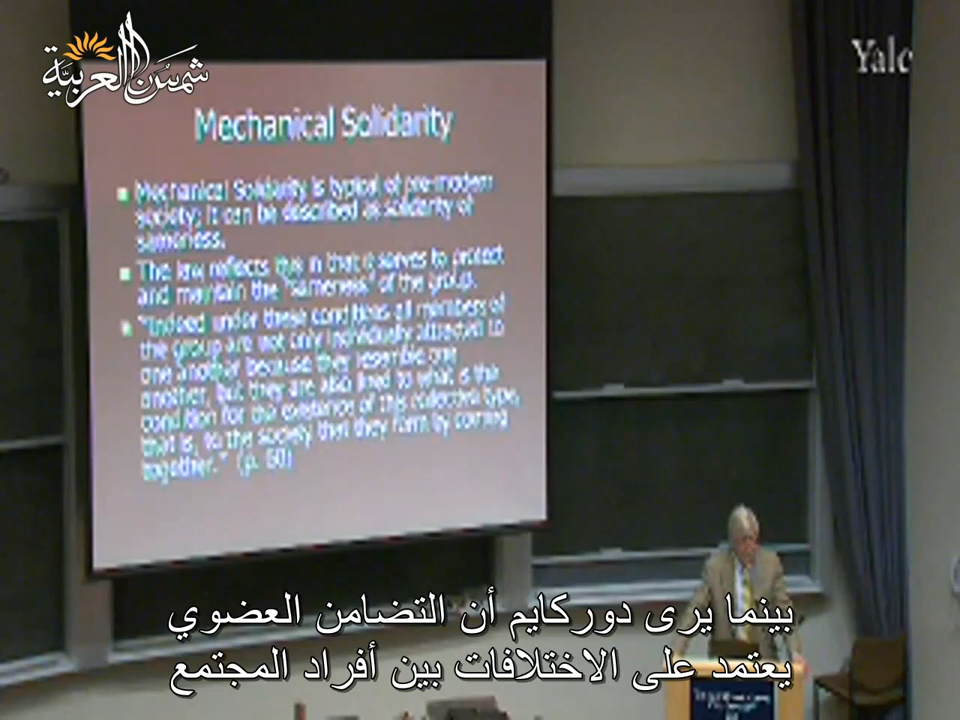 شمس العربية
Yale
Mechanical Solidarity
Mechanical Solidarity is typical of pre-modern
society; it can be described as solidarity of
sameness.
The law reflects this in that it serves to protect
and maintain the "sameness" of the group.
"Indeed under these conditions all members of
the group are not only individually attracted to
one another because they resemble one
another, but they are also linked to what is the
condition for the existence of this collective type,
that is, to the society that they form by coming
together." (p. 60)
بينما يرى دوركايم أن التضامن العضوي
يعتمد على الاختلافات بين أفراد المجتمع